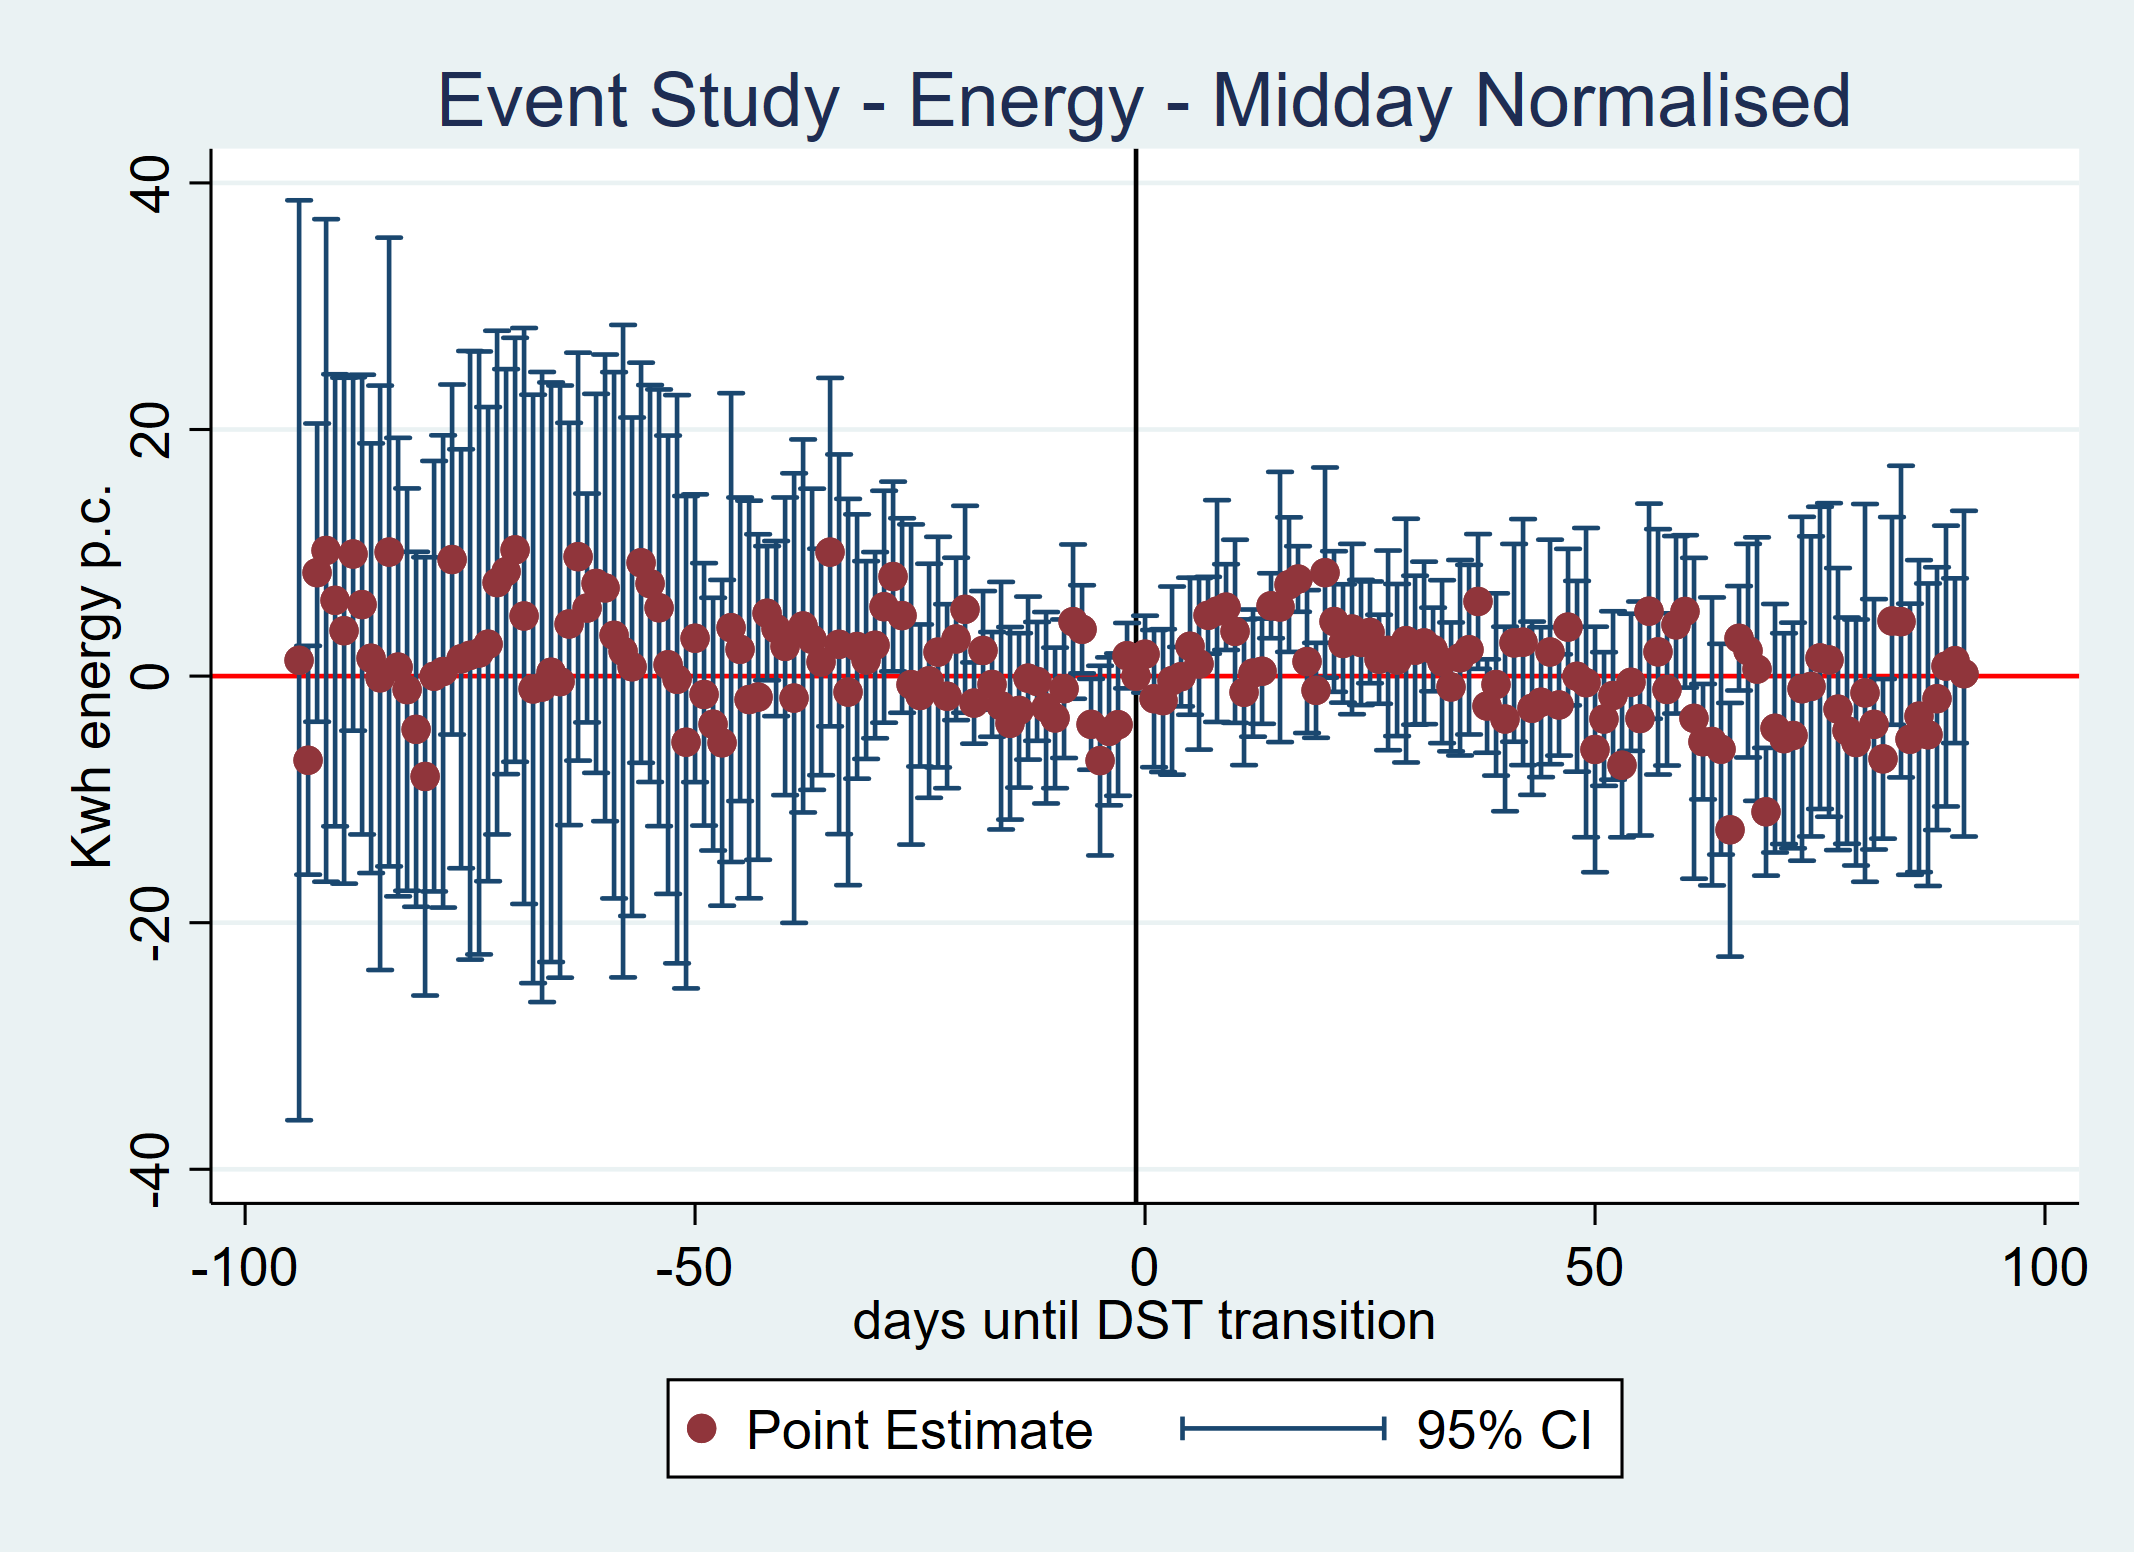 Event Study - Energy - Midday Normalised
Kwh energy p.c.
40
20
0
-20
-40
-100
-50
0
50
100
days until DST transition
Point Estimate
95% CI